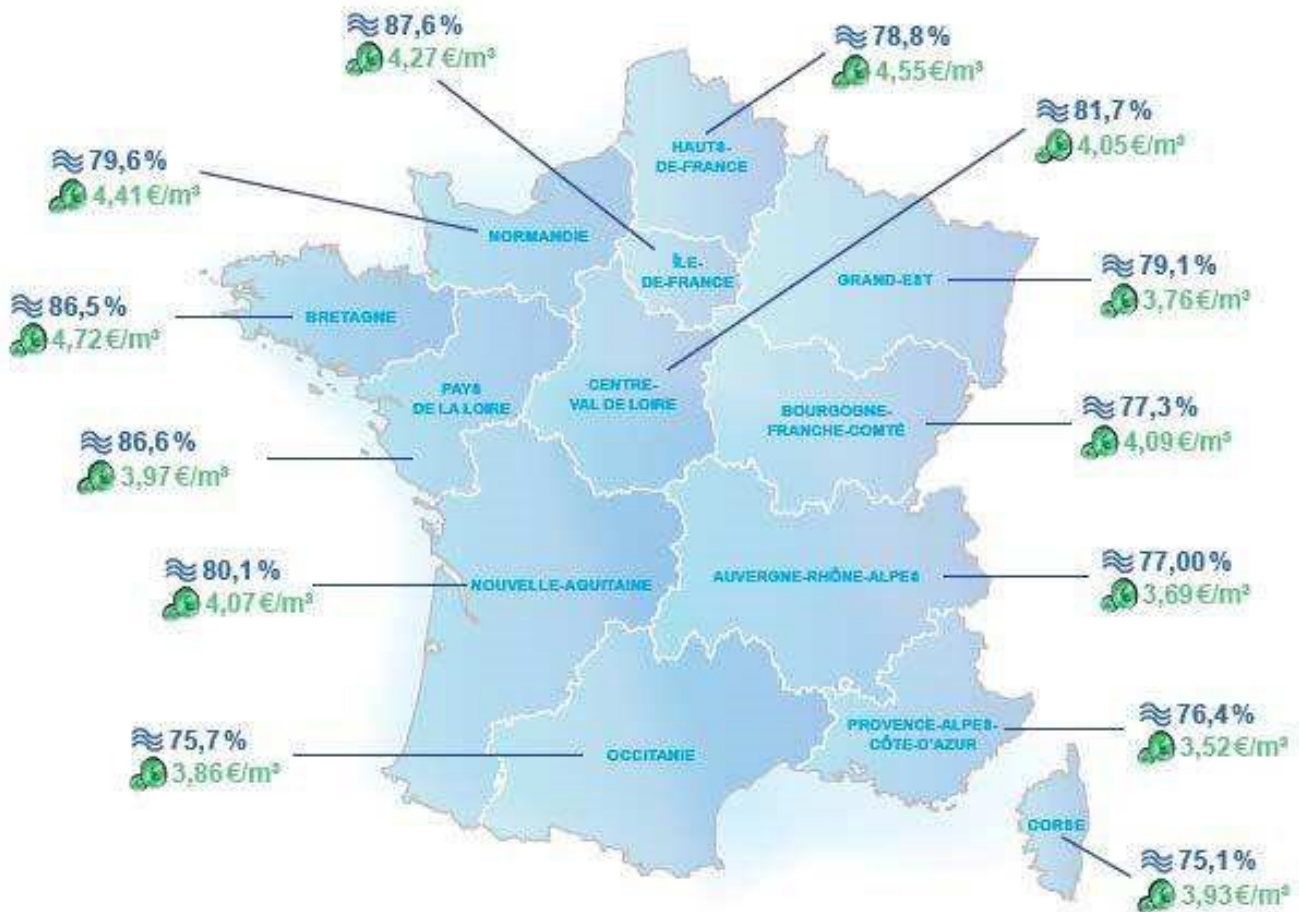 87,6%
4,27€/m³
78,8%
4,55€/m³
81,7%
4,05€/m³
HAUTS-
DE-FRANCE
79,6%
4,41€/m³
NORMANDIE
ÎLE-
DE-FRANCE
GRAND-EST
79,1%
3,76€/m³
86,5%
4,72€/m³
BRETAGNE
PAYS
DE LA LOIRE
CENTRE-
VAL DE LOIRE
BOURGOGNE-
FRANCHE-COMTÉ
77,3%
4,09€/m³
86,6%
3,97€/m³
80,1%
4,07€/m³
NOUVELLE-AQUITAINE
AUVERGNE-RHÔNE-ALPES
77,00%
3,69€/m³
75,7%
3,86€/m³
OCCITANIE
PROVENCE-ALPES-
CÔTE-D'AZUR
76,4%
3,52€/m³
CORSE
75,1%
3,93€/m³